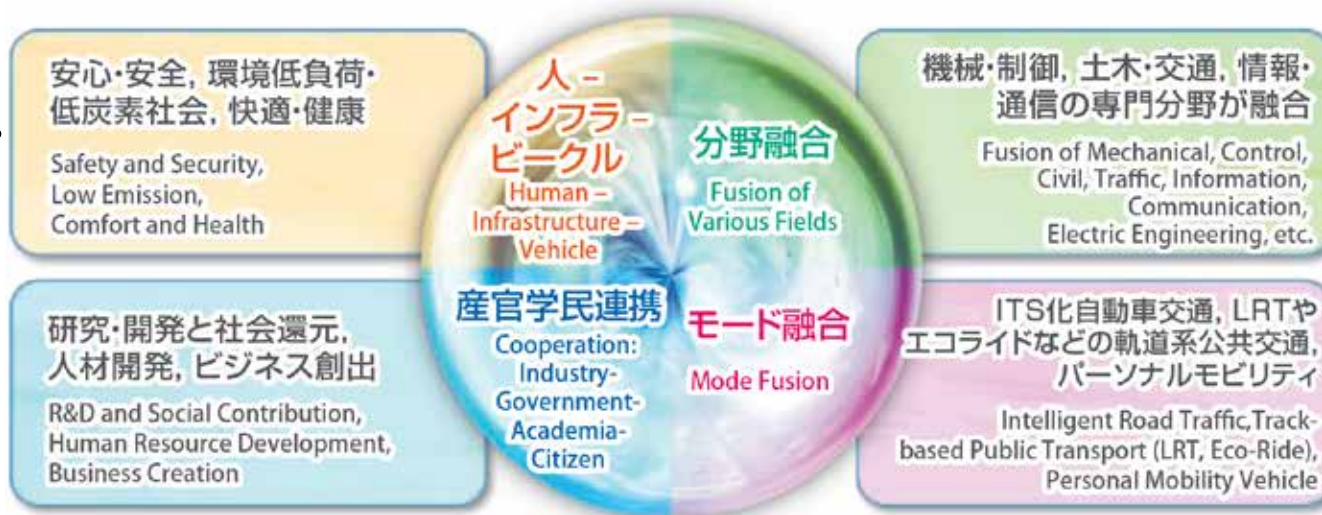 安心・安全, 環境低負荷・
低炭素社会, 快適・健康
Safety and Security,
Low Emission,
Comfort and Health
人 –
インフラ –
ビークル
Human –
Infrastructure –
Vehicle
分野融合
Fusion of
Various Fields
機械・制御, 土木・交通, 情報・
通信の専門分野が融合
Fusion of Mechanical, Control,
Civil, Traffic, Information,
Communication,
Electric Engineering, etc.
研究・開発と社会還元,
人材開発, ビジネス創出
R&D and Social Contribution,
Human Resource Development,
Business Creation
産官学民連携
Cooperation:
Industry-
Government-
Academia-
Citizen
モード融合
Mode Fusion
ITS化自動車交通, LRTや
エコライドなどの軌道系公共交通,
パーソナルモビリティ
Intelligent Road Traffic,Track-
based Public Transport (LRT, Eco-Ride),
Personal Mobility Vehicle